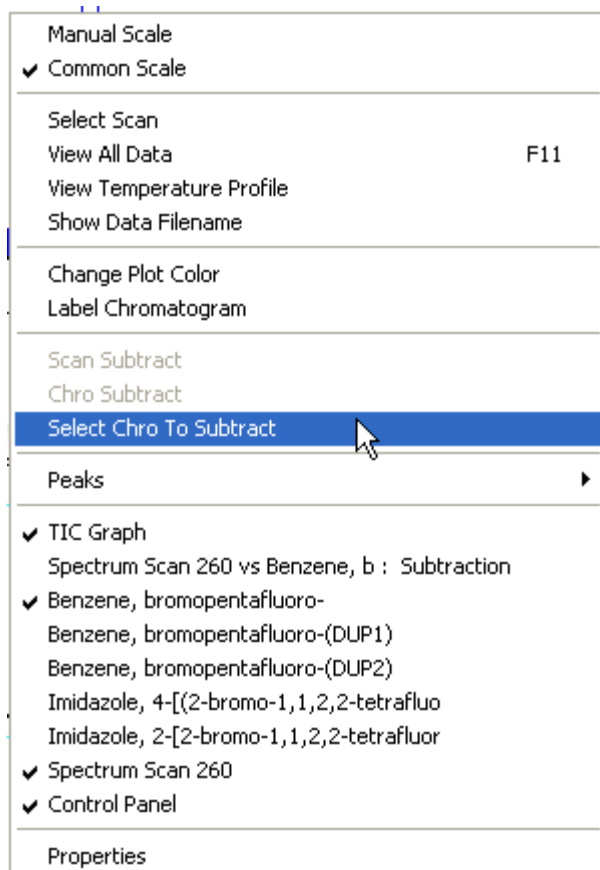 Manual Scale
Common Scale
Select Scan
View All Data F11
View Temperature Profile
Show Data Filename
Change Plot Color
Label Chromatogram
Scan Subtract
Chro Subtract
Select Chro To Subtract
Peaks
TIC Graph
Spectrum Scan 260 vs Benzene, b :  Subtraction
Benzene, bromopentafluoro-
Benzene, bromopentafluoro-(DUP1)
Benzene, bromopentafluoro-(DUP2)
Imidazole, 4-[(2-bromo-1,1,2,2-tetrafluo
Imidazole, 2-[2-bromo-1,1,2,2-tetrafluor
Spectrum Scan 260
Control Panel
Properties